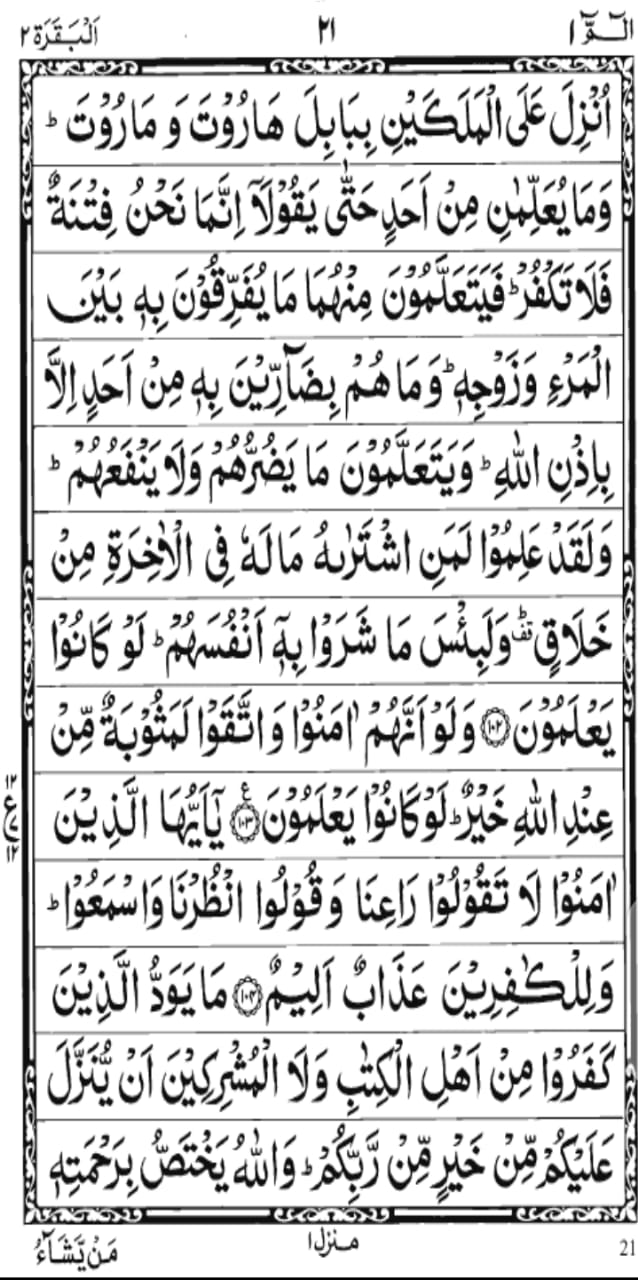 الٓمّٓ ١ ٢١ اَلْبَقَرَة ٢
اُنْزِلَ عَلَى الْمَلَكَيْنِ بِبَابِلَ هَارُوْتَ وَ مَارُوْتَ ؕ
وَمَا يُعَلِّمٰنِ مِنْ اَحَدٍ حَتّٰى يَقُوْلَاۤ اِنَّمَا نَحْنُ فِتْنَةٌ
فَلَا تَكْفُرْ ؕ فَيَتَعَلَّمُوْنَ مِنْهُمَا مَا يُفَرِّقُوْنَ بِهٖ بَيْنَ
الْمَرْءِ وَزَوْجِهٖ ؕ وَمَا هُمْ بِضَآرِّيْنَ بِهٖ مِنْ اَحَدٍ اِلَّا
بِاِذْنِ اللّٰهِ ؕ وَيَتَعَلَّمُوْنَ مَا يَضُرُّهُمْ وَلَا يَنْفَعُهُمْ ؕ
وَلَقَدْ عَلِمُوْا لَمَنِ اشْتَرٰىهُ مَا لَهٗ فِى الْاٰخِرَةِ مِنْ
خَلَاقٍ ؕ قف وَلَبِئْسَ مَا شَرَوْا بِهٖۤ اَنْفُسَهُمْ ؕ لَوْ كَانُوْا
يَعْلَمُوْنَ ﴿١٠٢﴾ وَلَوْ اَنَّهُمْ اٰمَنُوْا وَاتَّقَوْا لَمَثُوْبَةٌ مِّنْ
عِنْدِ اللّٰهِ خَيْرٌ ؕ لَوْ كَانُوْا يَعْلَمُوْنَ ﴿١٠٣﴾ ع يٰۤاَيُّهَا الَّذِيْنَ
١٢
ع
١٢
اٰمَنُوْا لَا تَقُوْلُوْا رَاعِنَا وَقُوْلُوا انْظُرْنَا وَاسْمَعُوْا ؕ
وَلِلْكٰفِرِيْنَ عَذَابٌ اَلِيْمٌ ﴿١٠٤﴾ مَا يَوَدُّ الَّذِيْنَ
كَفَرُوْا مِنْ اَهْلِ الْكِتٰبِ وَلَا الْمُشْرِكِيْنَ اَنْ يُّنَزَّلَ
عَلَيْكُمْ مِّنْ خَيْرٍ مِّنْ رَّبِّكُمْ ؕ وَاللّٰهُ يَخْتَصُّ بِرَحْمَتِهٖ
21 منزل ١ مَنْ يَّشَآءُ